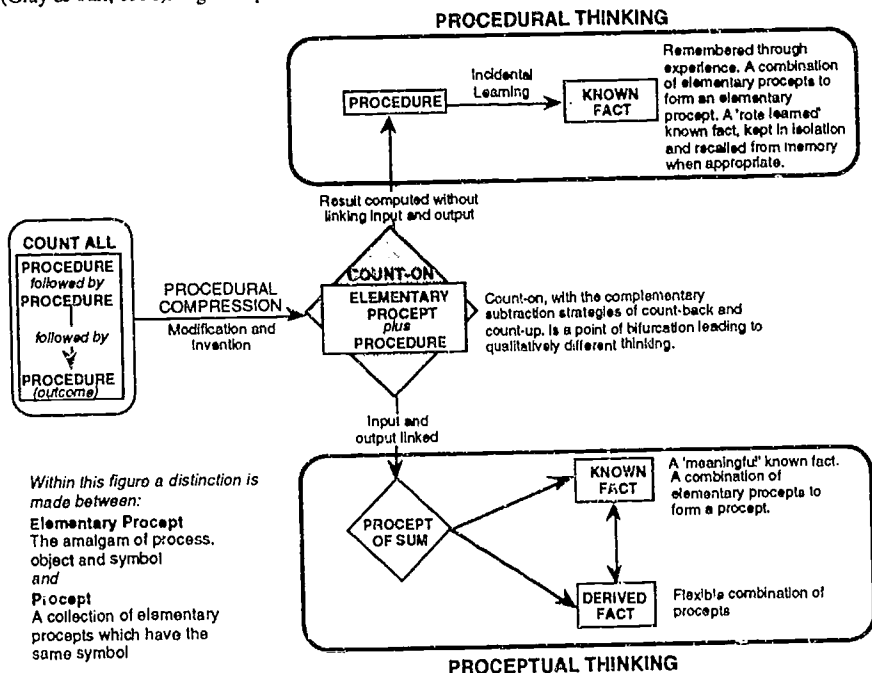 PROCEDURAL THINKING
PROCEDURE
Incidental
Learning
KNOWN
FACT
Remembered through
experience. A combination
of elementary procepts to
form an elementary
procept. A 'rote learned'
known fact, kept in isolation
and recalled from memory
when appropriate.
Result computed without
linking input and output
COUNT ALL
PROCEDURE
followed by
PROCEDURE
followed by
PROCEDURE
(outcome)
PROCEDURAL
COMPRESSION
Modification and
Invention
COUNT-ON
ELEMENTARY
PROCEPT
plus
PROCEDURE
Count-on, with the complementary
subtraction strategies of count-back and
count-up. Is a point of bifurcation leading to
qualitatively different thinking.
Input and
output linked
Within this figure a distinction is
made between:
Elementary Procept
The amalgam of process,
object and symbol
and
Procept
A collection of elementary
procepts which have the
same symbol
PROCEPT
OF SUM
KNOWN
FACT
A 'meaningful' known fact.
A combination of
elementary procepts to
form a procept.
DERIVED
FACT
Flexible combination of
procepts
PROCEPTUAL THINKING